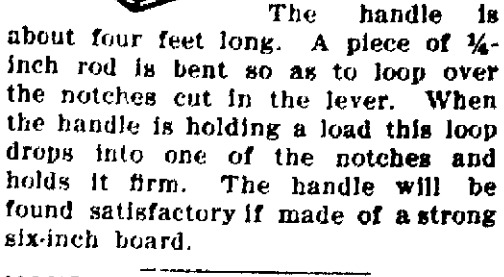 The handle is
about four feet long. A piece of ¼-
inch rod is bent so as to loop over
the notches cut in the lever. When
the handle is holding a load this loop
drops into one of the notches and
holds it firm. The handle will be
found satisfactory if made of a strong
six-inch board.